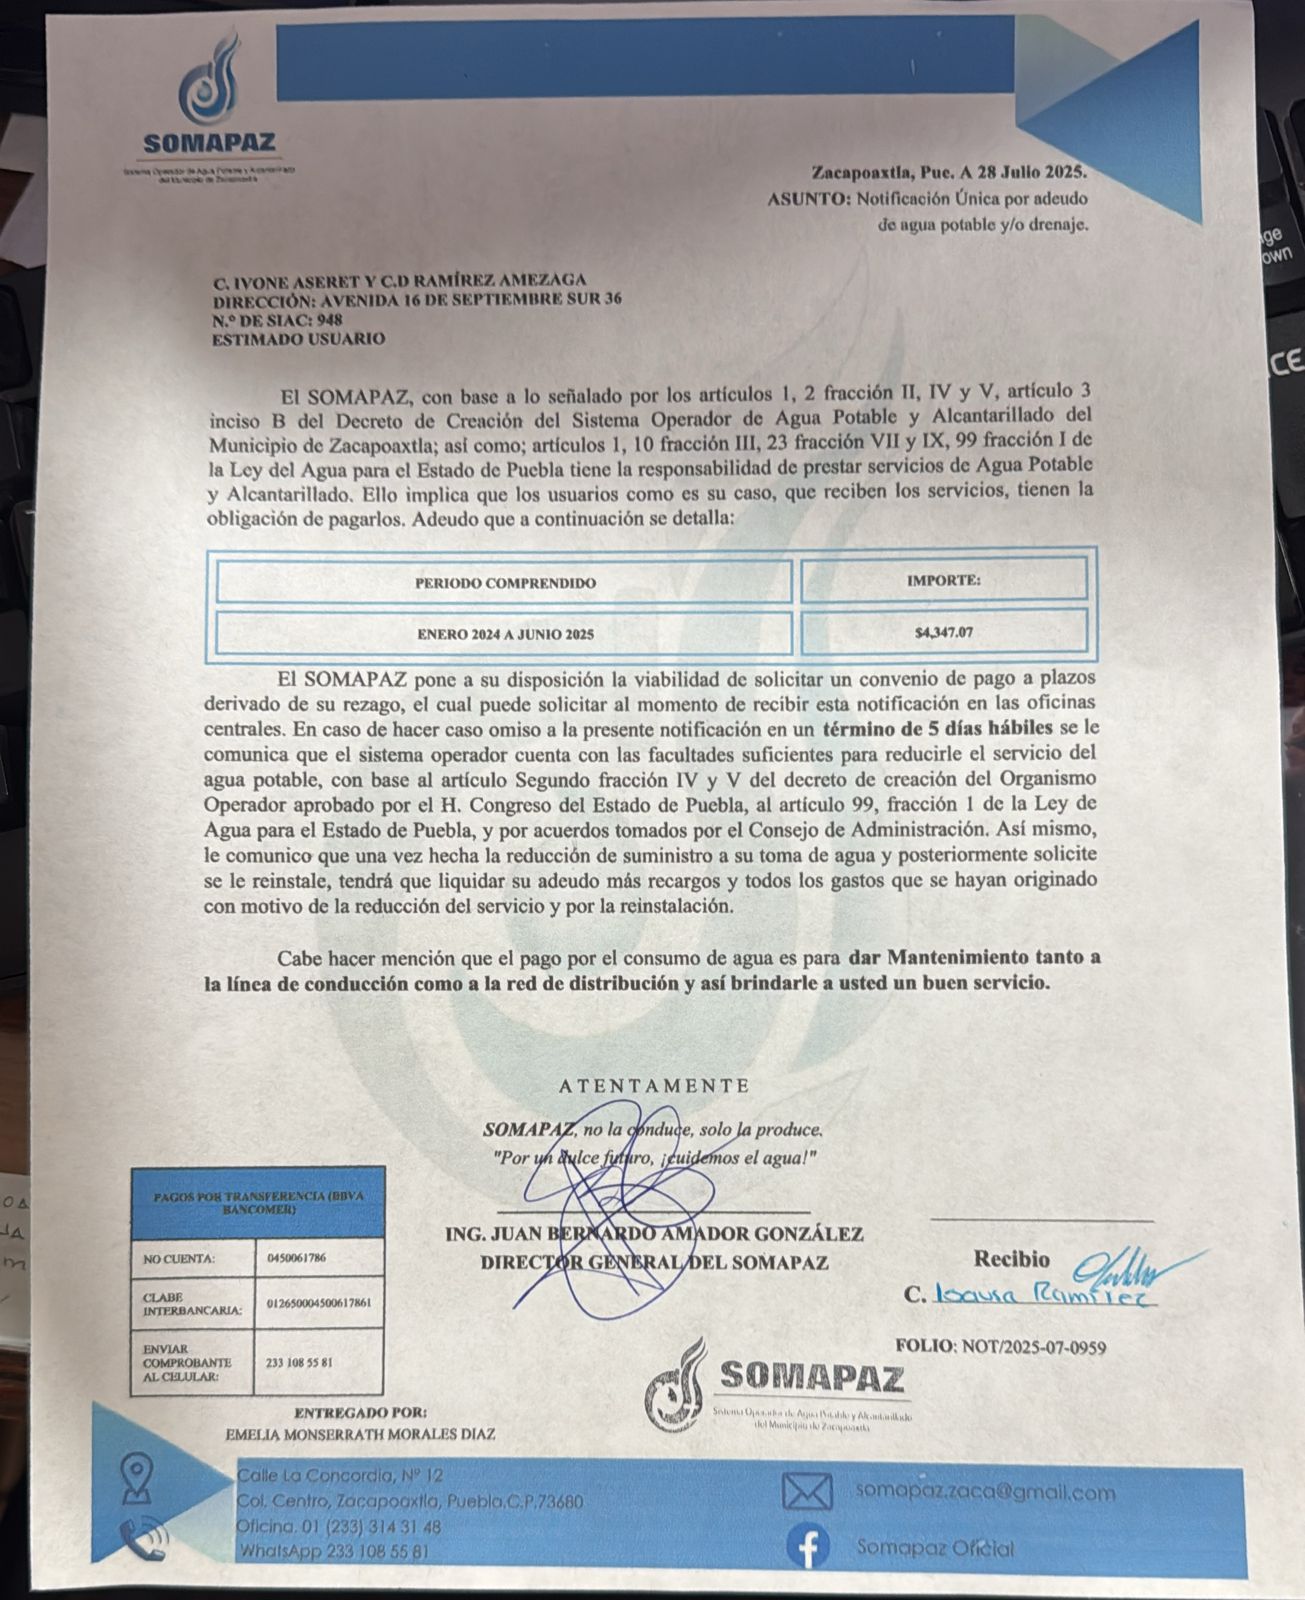 SOMAPAZ
Sistema Operador de Agua Potable y Alcantarillado
del Municipio de Zacapoaxtla
Zacapoaxtla, Pue. A 28 Julio 2025.
ASUNTO: Notificación Única por adeudo
de agua potable y/o drenaje.
C. IVONE ASERET Y C.D RAMÍREZ AMEZAGA
DIRECCIÓN: AVENIDA 16 DE SEPTIEMBRE SUR 36
N.º DE SIAC: 948
ESTIMADO USUARIO
El SOMAPAZ, con base a lo señalado por los artículos 1, 2 fracción II, IV y V, artículo 3
inciso B del Decreto de Creación del Sistema Operador de Agua Potable y Alcantarillado del
Municipio de Zacapoaxtla; así como; artículos 1, 10 fracción III, 23 fracción VII y IX, 99 fracción I de
la Ley del Agua para el Estado de Puebla tiene la responsabilidad de prestar servicios de Agua Potable
y Alcantarillado. Ello implica que los usuarios como es su caso, que reciben los servicios, tienen la
obligación de pagarlos. Adeudo que a continuación se detalla:
PERIODO COMPRENDIDO IMPORTE:
ENERO 2024 A JUNIO 2025 $4,347.07
El SOMAPAZ pone a su disposición la viabilidad de solicitar un convenio de pago a plazos
derivado de su rezago, el cual puede solicitar al momento de recibir esta notificación en las oficinas
centrales. En caso de hacer caso omiso a la presente notificación en un término de 5 días hábiles se le
comunica que el sistema operador cuenta con las facultades suficientes para reducirle el servicio del
agua potable, con base al artículo Segundo fracción IV y V del decreto de creación del Organismo
Operador aprobado por el H. Congreso del Estado de Puebla, al artículo 99, fracción 1 de la Ley de
Agua para el Estado de Puebla, y por acuerdos tomados por el Consejo de Administración. Así mismo,
le comunico que una vez hecha la reducción de suministro a su toma de agua y posteriormente solicite
se le reinstale, tendrá que liquidar su adeudo más recargos y todos los gastos que se hayan originado
con motivo de la reducción del servicio y por la reinstalación.
Cabe hacer mención que el pago por el consumo de agua es para dar Mantenimiento tanto a
la línea de conducción como a la red de distribución y así brindarle a usted un buen servicio.
ATENTAMENTE
SOMAPAZ, no la conduce, solo la produce.
"Por un dulce futuro, ¡cuidemos el agua!"
ING. JUAN BERNARDO AMADOR GONZÁLEZ
DIRECTOR GENERAL DEL SOMAPAZ
Recibio
C. Ramírez
FOLIO: NOT/2025-07-0959
PAGOS POR TRANSFERENCIA (BBVA
BANCOMER)
NO CUENTA: 0450061786
CLABE
INTERBANCARIA: 012650004500617861
ENVIAR
COMPROBANTE
AL CELULAR: 233 108 55 81
ENTREGADO POR:
EMELIA MONSERRATH MORALES DIAZ
SOMAPAZ
Sistema Operador de Agua Potable y Alcantarillado
del Municipio de Zacapoaxtla
Calle La Concordia, Nº 12
Col. Centro, Zacapoaxtla, Puebla,C.P.73680
Oficina. 01 (233) 314 31 48
WhatsApp 233 108 55 81
somapaz.zaca@gmail.com
Somapaz Oficial